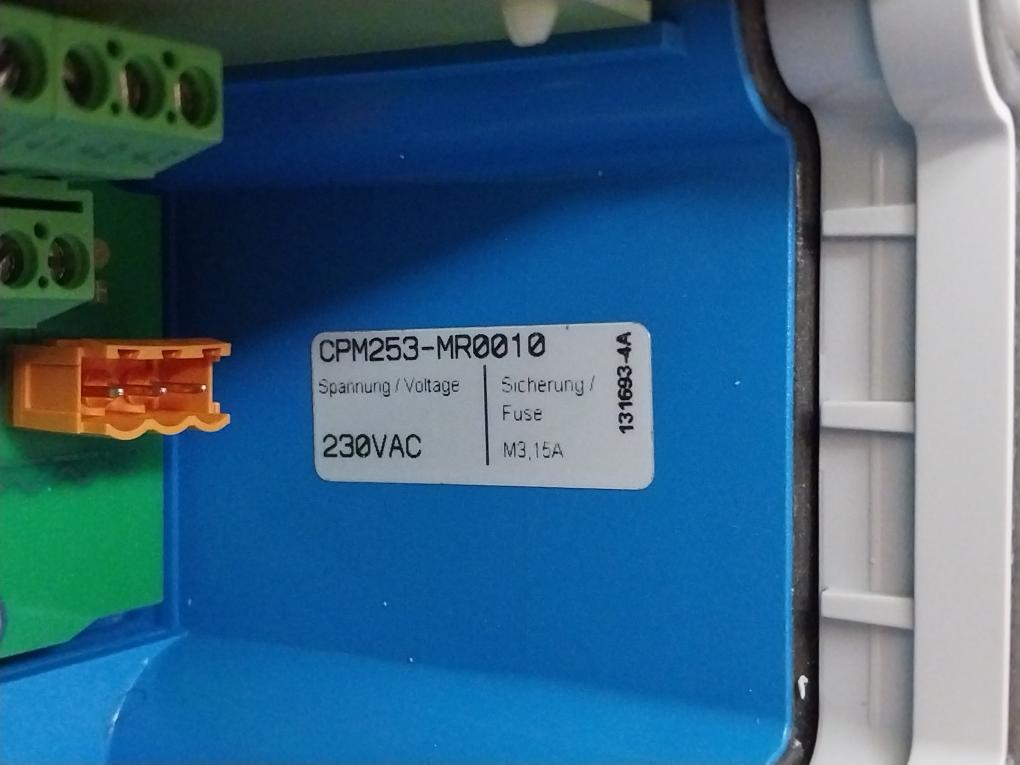 CPM253-MR0010
Spannung / Voltage
230VAC
Sicherung /
Fuse
M3,15A
131693-4A